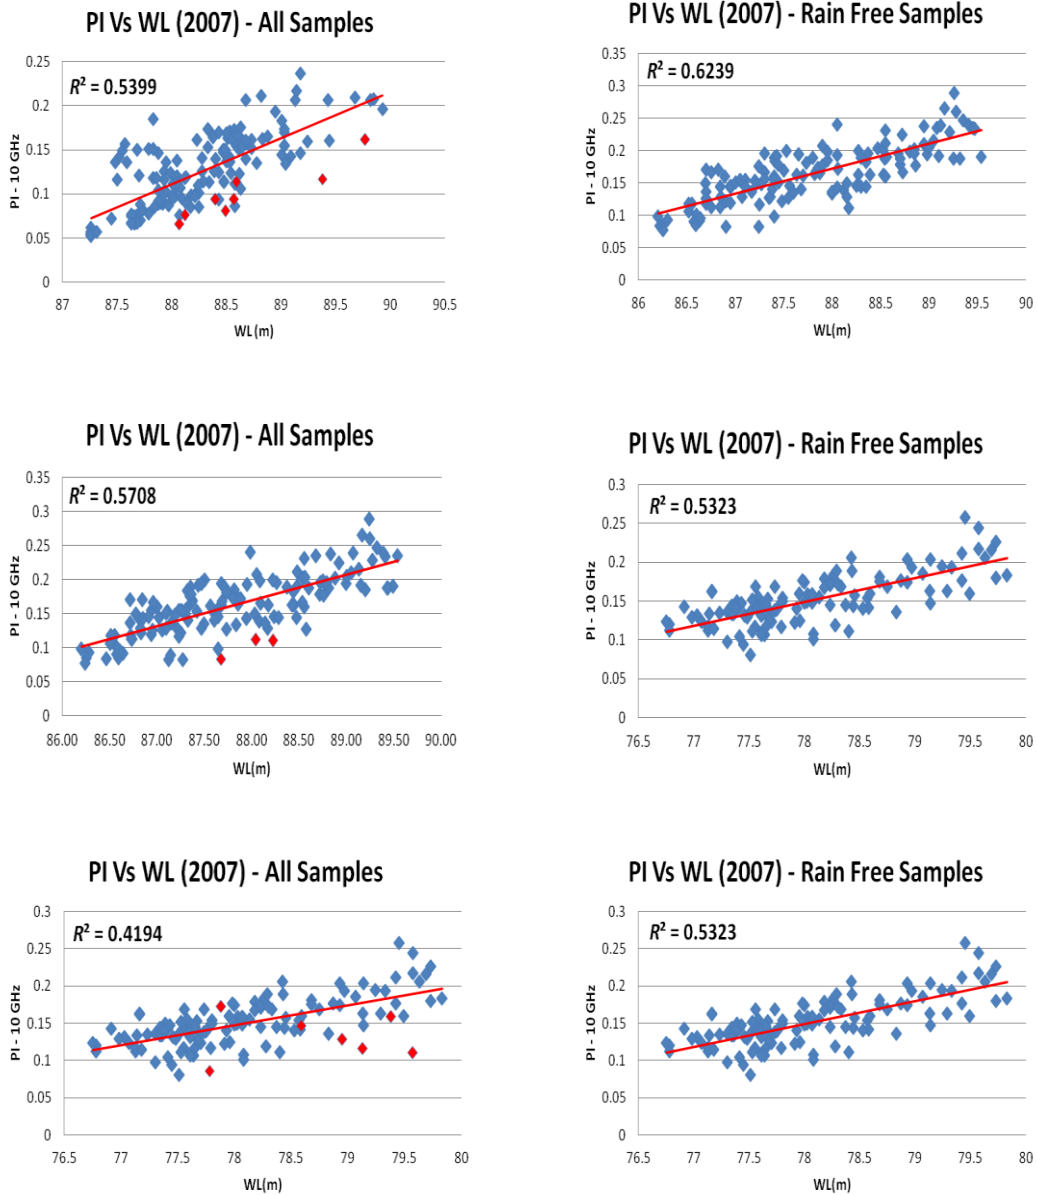 PI Vs WL (2007) - All Samples
R² = 0.5399
PI - 10 GHz
0.25
0.2
0.15
0.1
0.05
0
87 87.5 88 88.5 89 89.5 90 90.5
WL(m)
PI Vs WL (2007) - Rain Free Samples
R² = 0.6239
PI - 10 GHz
0.35
0.3
0.25
0.2
0.15
0.1
0.05
0
86 86.5 87 87.5 88 88.5 89 89.5 90
WL(m)
PI Vs WL (2007) - All Samples
R² = 0.5708
PI - 10 GHz
0.35
0.3
0.25
0.2
0.15
0.1
0.05
0
86.00 86.50 87.00 87.50 88.00 88.50 89.00 89.50 90.00
WL(m)
PI Vs WL (2007) - Rain Free Samples
R² = 0.5323
PI - 10 GHz
0.3
0.25
0.2
0.15
0.1
0.05
0
76.5 77 77.5 78 78.5 79 79.5 80
WL(m)
PI Vs WL (2007) - All Samples
R² = 0.4194
PI - 10 GHz
0.3
0.25
0.2
0.15
0.1
0.05
0
76.5 77 77.5 78 78.5 79 79.5 80
WL(m)
PI Vs WL (2007) - Rain Free Samples
R² = 0.5323
PI - 10 GHz
0.3
0.25
0.2
0.15
0.1
0.05
0
76.5 77 77.5 78 78.5 79 79.5 80
WL(m)